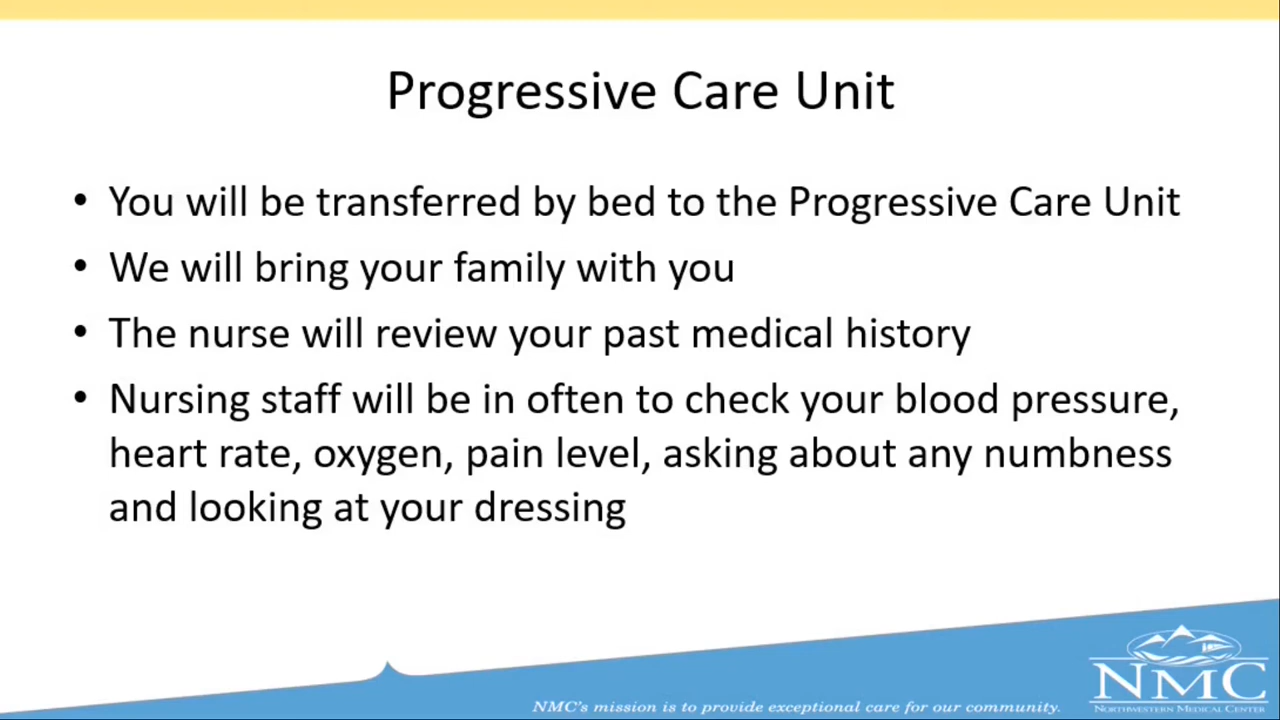 Progressive Care Unit
• You will be transferred by bed to the Progressive Care Unit
• We will bring your family with you
• The nurse will review your past medical history
• Nursing staff will be in often to check your blood pressure,
heart rate, oxygen, pain level, asking about any numbness
and looking at your dressing
NMC
NORTHWESTERN MEDICAL CENTER
NMC's mission is to provide exceptional care for our community.